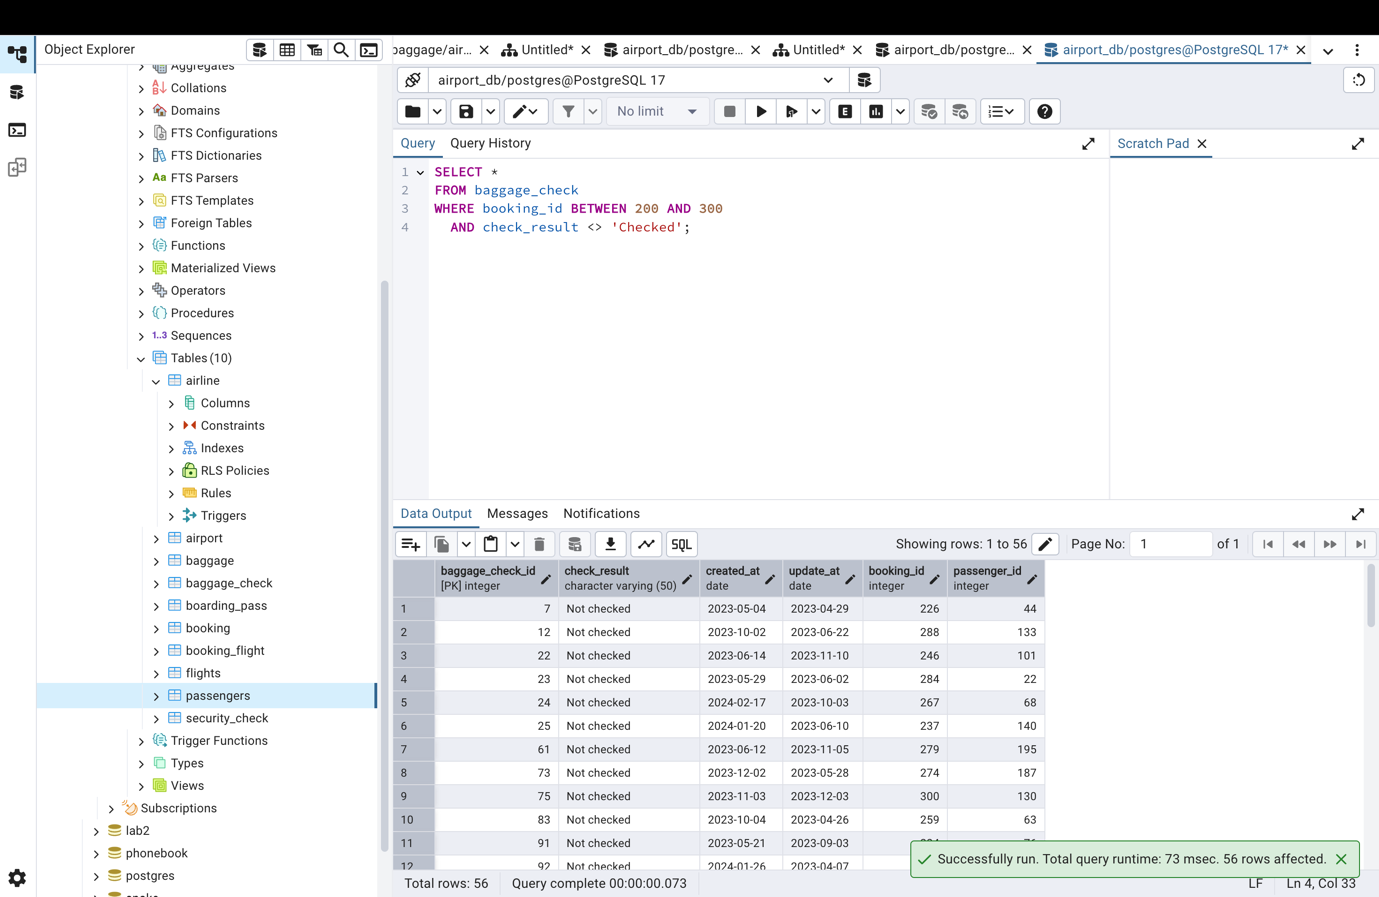 Object Explorer
Aggregates
Collations
Domains
FTS Configurations
FTS Dictionaries
Aa FTS Parsers
FTS Templates
Foreign Tables
Functions
Materialized Views
Operators
Procedures
1..3 Sequences
Tables (10)
airline
Columns
Constraints
Indexes
RLS Policies
Rules
Triggers
airport
baggage
baggage_check
boarding_pass
booking
booking_flight
flights
passengers
security_check
Trigger Functions
Types
Views
Subscriptions
lab2
phonebook
postgres
baggage/air... Untitled* airport_db/postgre... Untitled* airport_db/postgre... airport_db/postgres@PostgreSQL 17*
airport_db/postgres@PostgreSQL 17
No limit
E
Query Query History
Scratch Pad
1 SELECT *
2 FROM baggage_check
3 WHERE booking_id BETWEEN 200 AND 300
4 AND check_result <> 'Checked';
Data Output Messages Notifications
SQL
Showing rows: 1 to 56
Page No: 1 of 1
baggage_check_id check_result created_at update_at booking_id passenger_id
[PK] integer character varying (50) date date integer integer
1 7 Not checked 2023-05-04 2023-04-29 226 44
2 12 Not checked 2023-10-02 2023-06-22 288 133
3 22 Not checked 2023-06-14 2023-11-10 246 101
4 23 Not checked 2023-05-29 2023-06-02 284 22
5 24 Not checked 2024-02-17 2023-10-03 267 68
6 25 Not checked 2024-01-20 2023-06-10 237 140
7 61 Not checked 2023-06-12 2023-11-05 279 195
8 73 Not checked 2023-12-02 2023-05-28 274 187
9 75 Not checked 2023-11-03 2023-12-03 300 130
10 83 Not checked 2023-10-04 2023-04-26 259 63
11 91 Not checked 2023-05-21 2023-09-03
12 92 Not checked 2024-01-26 2023-04-07
Successfully run. Total query runtime: 73 msec. 56 rows affected.
Total rows: 56 Query complete 00:00:00.073
LF Ln 4, Col 33